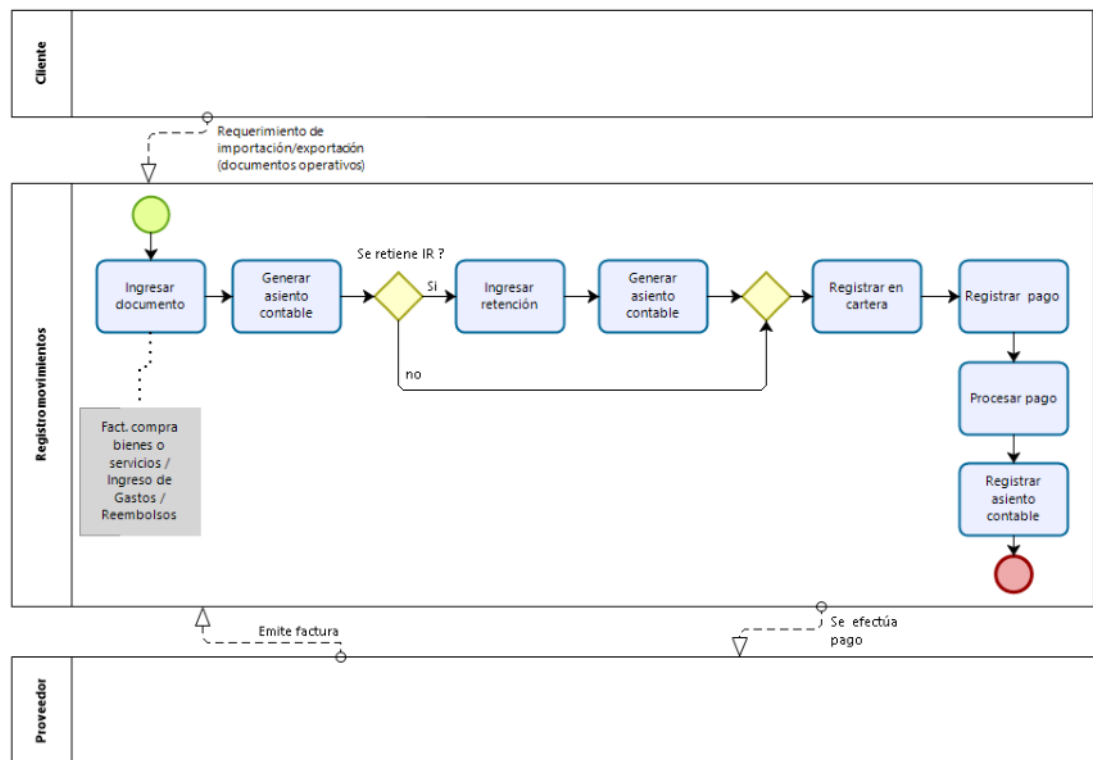 Cliente
Requerimiento de
importación/exportación
(documentos operativos)
Registromovimientos
Se retiene IR ?
Ingresar
documento
Generar
asiento
contable
Si
Ingresar
retención
Generar
asiento
contable
Registrar en
cartera
Registrar pago
no
Procesar pago
Fact. compra
bienes o
servicios /
Ingreso de
Gastos /
Reembolsos
Registrar
asiento
contable
Emite factura
Se efectúa
pago
Proveedor